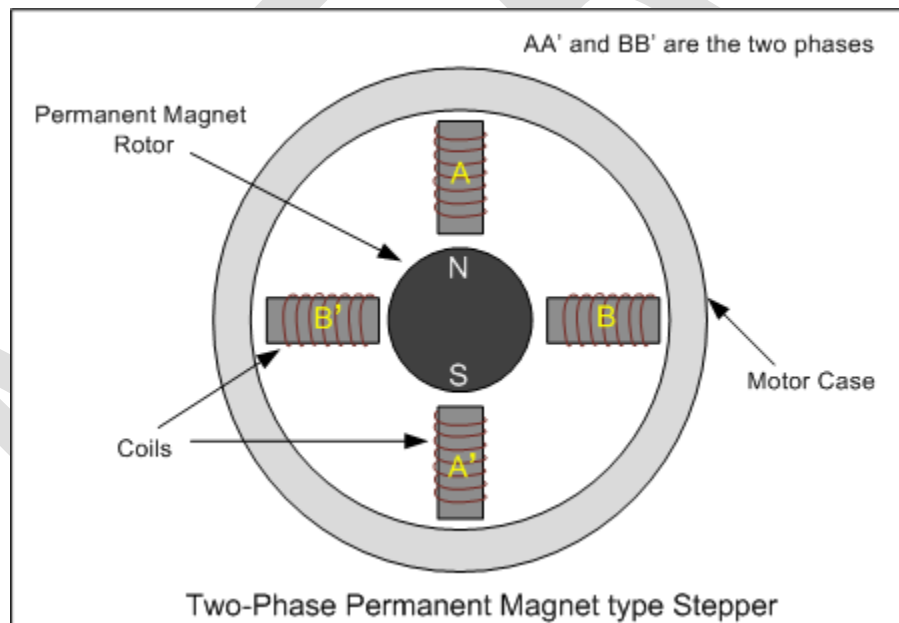 AA' and BB' are the two phases
Permanent Magnet
Rotor
A
N
B'
B
S
Motor Case
Coils
A'
Two-Phase Permanent Magnet type Stepper